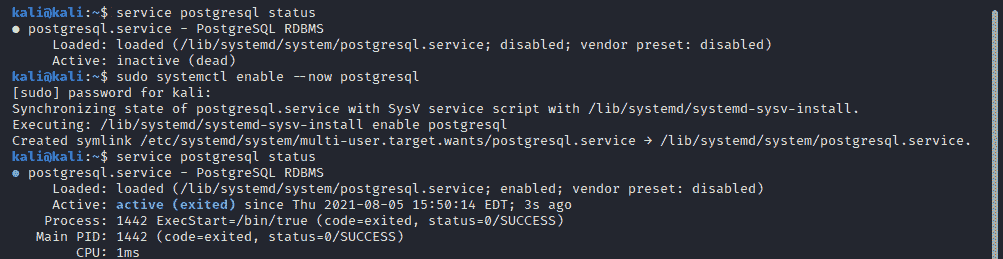 kali@kali:~$ service postgresql status
● postgresql.service - PostgreSQL RDBMS
Loaded: loaded (/lib/systemd/system/postgresql.service; disabled; vendor preset: disabled)
Active: inactive (dead)
kali@kali:~$ sudo systemctl enable --now postgresql
[sudo] password for kali:
Synchronizing state of postgresql.service with SysV service script with /lib/systemd/systemd-sysv-install.
Executing: /lib/systemd/systemd-sysv-install enable postgresql
Created symlink /etc/systemd/system/multi-user.target.wants/postgresql.service → /lib/systemd/system/postgresql.service.
kali@kali:~$ service postgresql status
● postgresql.service - PostgreSQL RDBMS
Loaded: loaded (/lib/systemd/system/postgresql.service; enabled; vendor preset: disabled)
Active: active (exited) since Thu 2021-08-05 15:50:14 EDT; 3s ago
Process: 1442 ExecStart=/bin/true (code=exited, status=0/SUCCESS)
Main PID: 1442 (code=exited, status=0/SUCCESS)
CPU: 1ms